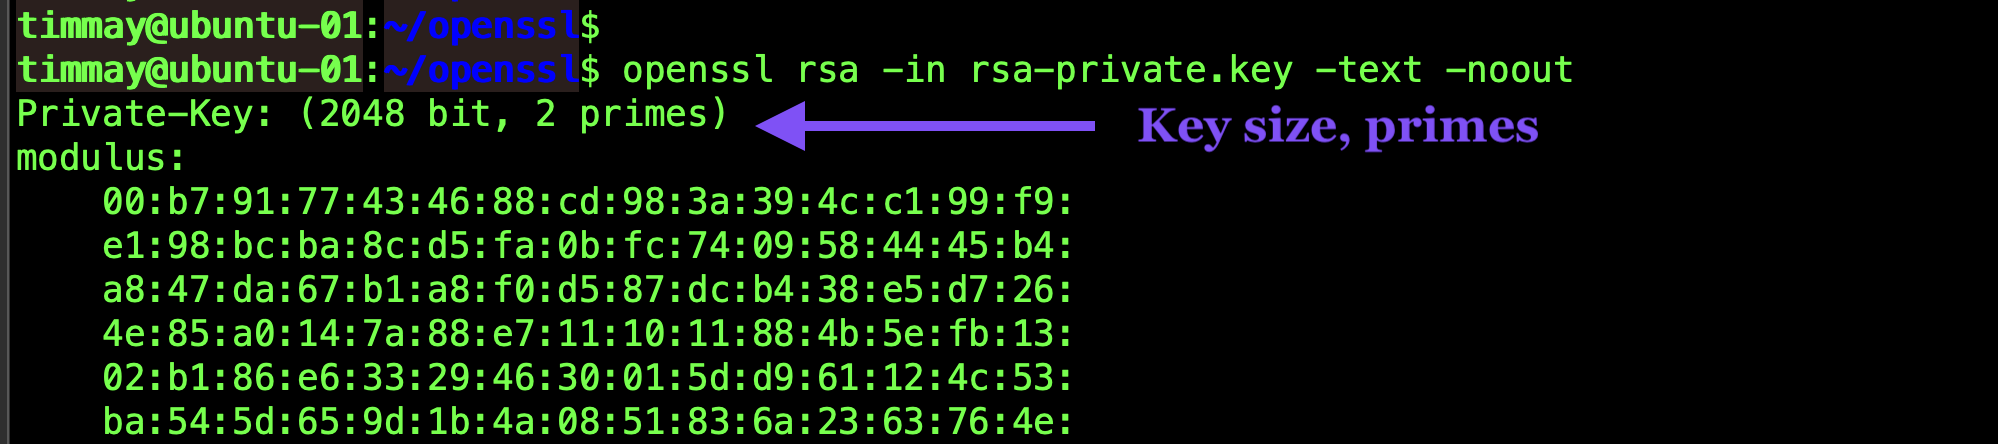 timmay@ubuntu-01:~/openssl$
timmay@ubuntu-01:~/openssl$ openssl rsa -in rsa-private.key -text -noout
Private-Key: (2048 bit, 2 primes)
Key size, primes
modulus:
00:b7:91:77:43:46:88:cd:98:3a:39:4c:c1:99:f9:
e1:98:bc:ba:8c:d5:fa:0b:fc:74:09:58:44:45:b4:
a8:47:da:67:b1:a8:f0:d5:87:dc:b4:38:e5:d7:26:
4e:85:a0:14:7a:88:e7:11:10:11:88:4b:5e:fb:13:
02:b1:86:e6:33:29:46:30:01:5d:d9:61:12:4c:53:
ba:54:5d:65:9d:1b:4a:08:51:83:6a:23:63:76:4e: